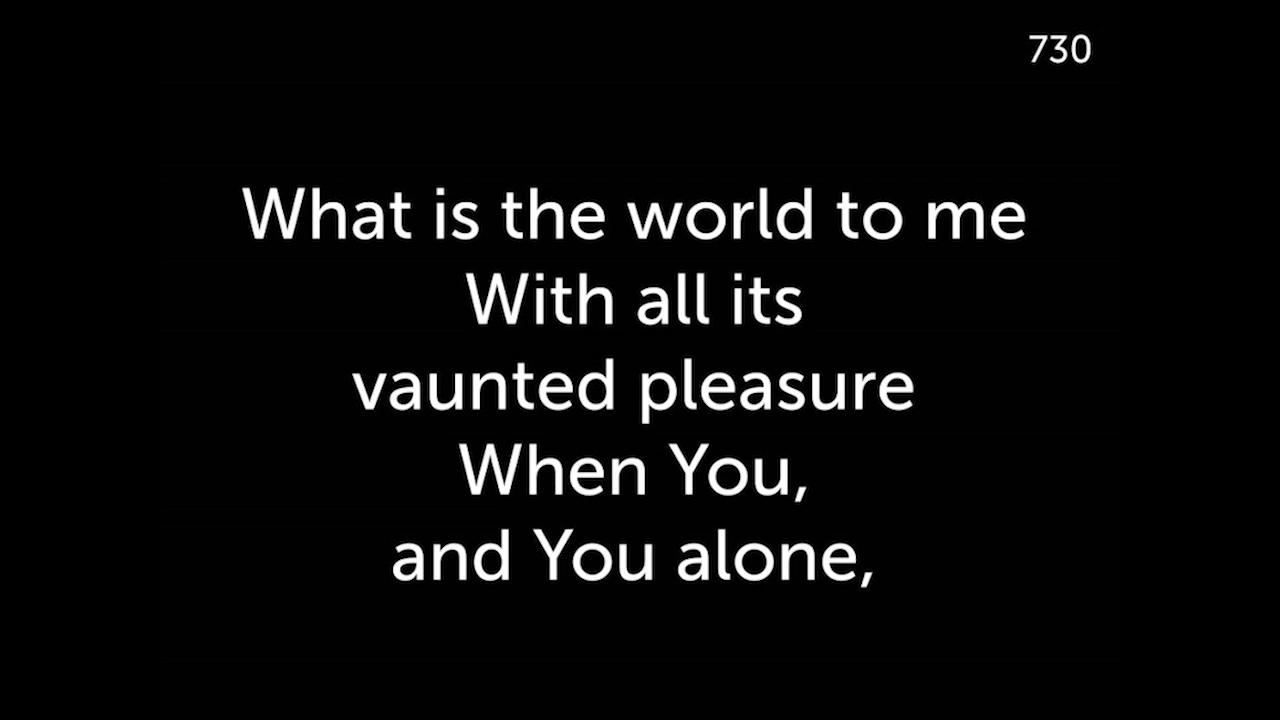 730
What is the world to me
With all its
vaunted pleasure
When You,
and You alone,